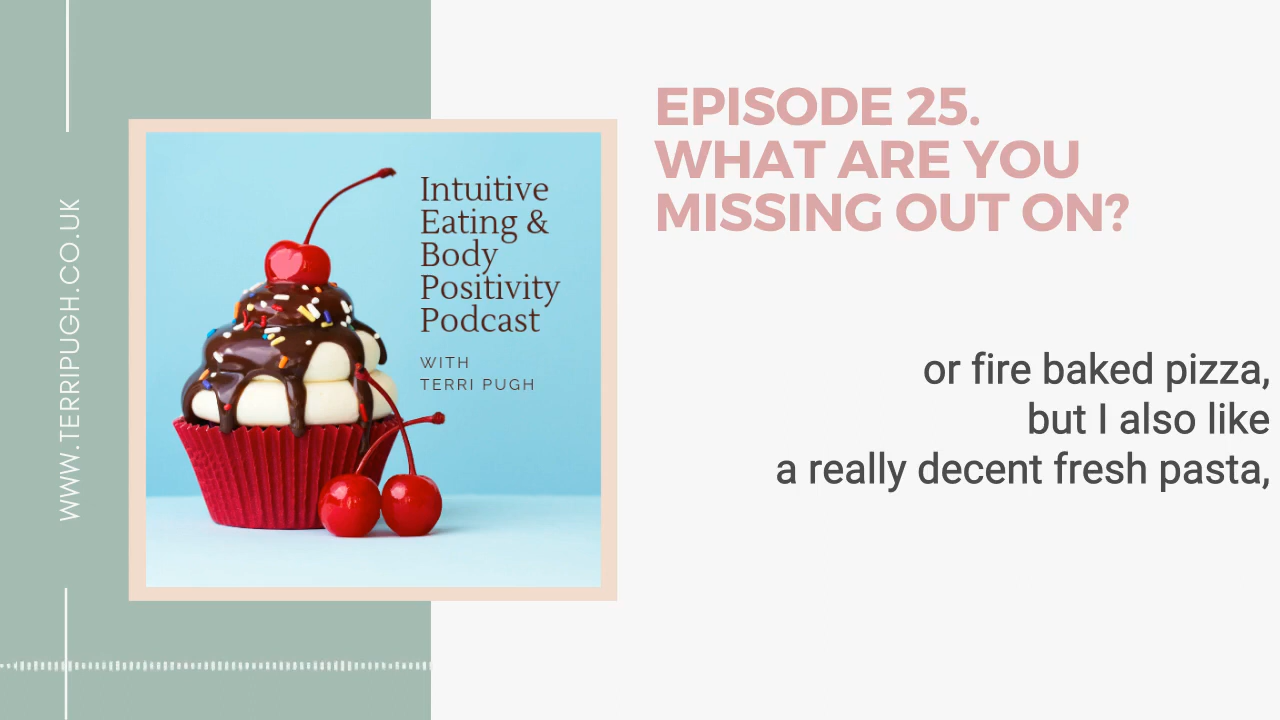 WWW.TERRIPUGH.CO.UK
Intuitive
Eating &
Body
Positivity
Podcast
WITH
TERRI PUGH
EPISODE 25.
WHAT ARE YOU
MISSING OUT ON?
or fire baked pizza,
but I also like
a really decent fresh pasta,